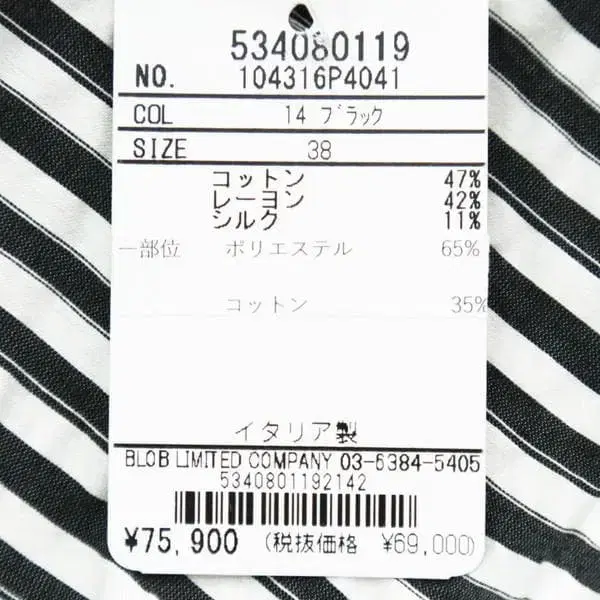 534080119
NO. 104316P4041
COL 14 ブラック
SIZE 38
コットン 47%
レーヨン 42%
シルク 11%
一部位 ポリエステル 65%
コットン 35%
イタリア製
BLOB LIMITED COMPANY 03-6384-5405
5340801192142
¥75,900 (税抜価格 ¥69,000)